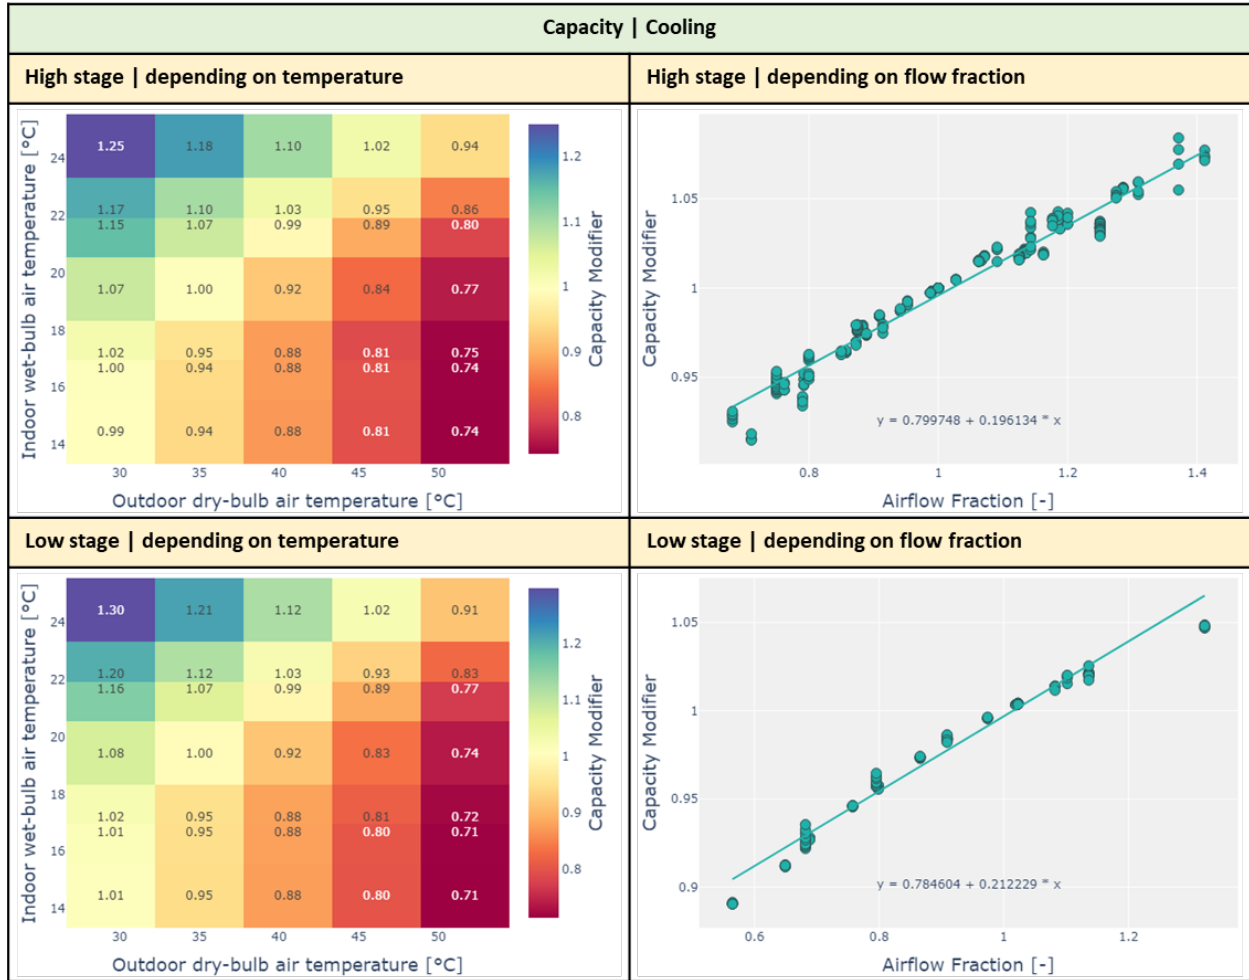 Capacity | Cooling
High stage | depending on temperature
High stage | depending on flow fraction
Indoor wet-bulb air temperature [°C]
24
22
20
18
16
14
1.25 1.18 1.10 1.02 0.94
1.17 1.10 1.03 0.95 0.86
1.15 1.07 0.99 0.89 0.80
1.07 1.00 0.92 0.84 0.77
1.02 0.95 0.88 0.81 0.75
1.00 0.94 0.88 0.81 0.74
0.99 0.94 0.88 0.81 0.74
30 35 40 45 50
Outdoor dry-bulb air temperature [°C]
1.2
1.1
1
0.9
0.8
Capacity Modifier
Capacity Modifier
1.05
1
0.95
y = 0.799748 + 0.196134 * x
0.8 1 1.2 1.4
Airflow Fraction [-]
Low stage | depending on temperature
Low stage | depending on flow fraction
Indoor wet-bulb air temperature [°C]
24
22
20
18
16
14
1.30 1.21 1.12 1.02 0.91
1.20 1.12 1.03 0.93 0.83
1.16 1.07 0.99 0.89 0.77
1.08 1.00 0.92 0.83 0.74
1.02 0.95 0.88 0.81 0.72
1.01 0.95 0.88 0.80 0.71
1.01 0.95 0.88 0.80 0.71
30 35 40 45 50
Outdoor dry-bulb air temperature [°C]
1.2
1.1
1
0.9
0.8
Capacity Modifier
Capacity Modifier
1.05
1
0.95
0.9
y = 0.784604 + 0.212229 * x
0.6 0.8 1 1.2
Airflow Fraction [-]